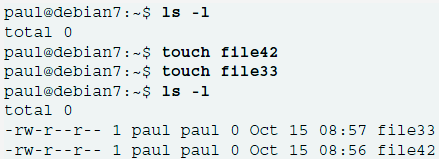 paul@debian7:~$ ls -l
total 0
paul@debian7:~$ touch file42
paul@debian7:~$ touch file33
paul@debian7:~$ ls -l
total 0
-rw-r--r-- 1 paul paul 0 Oct 15 08:57 file33
-rw-r--r-- 1 paul paul 0 Oct 15 08:56 file42